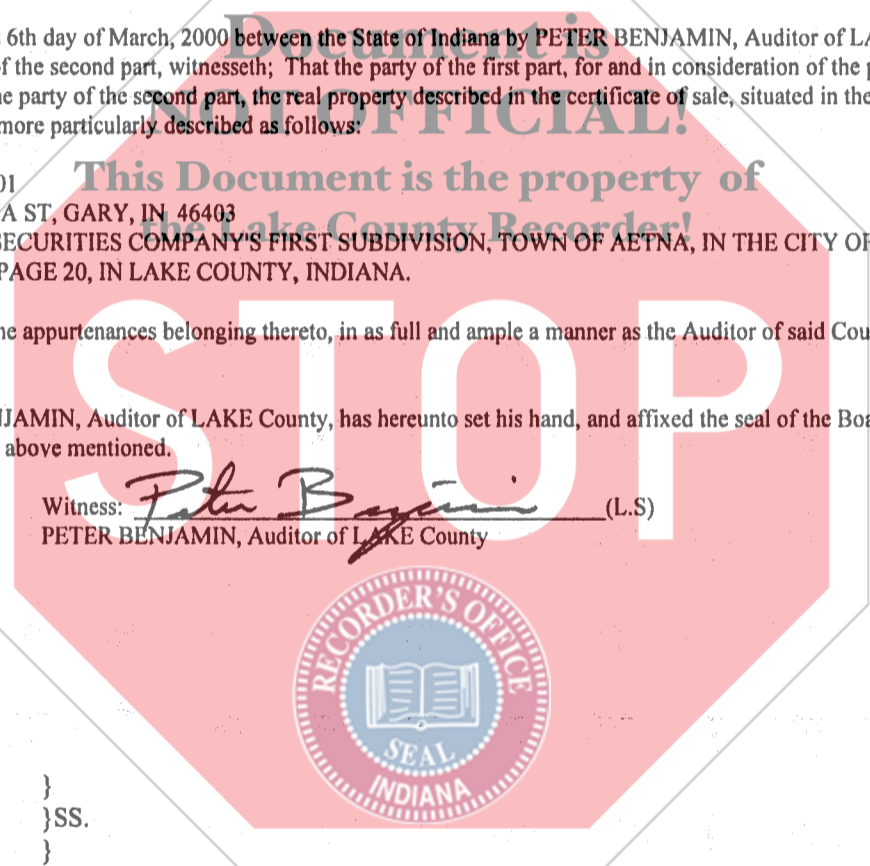 Document is
6th day of March, 2000 between the State of Indiana by PETER BENJAMIN, Auditor of LA
of the second part, witnesseth; That the party of the first part, for and in consideration of the p
he party of the second part, the real property described in the certificate of sale, situated in the
NOT OFFICIAL!
more particularly described as follows:
01
This Document is the property of
A ST, GARY, IN 46403
the Lake County Recorder!
SECURITIES COMPANY'S FIRST SUBDIVISION, TOWN OF AETNA, IN THE CITY OF
PAGE 20, IN LAKE COUNTY, INDIANA.
STOP
he appurtenances belonging thereto, in as full and ample a manner as the Auditor of said Cou
NJAMIN, Auditor of LAKE County, has hereunto set his hand, and affixed the seal of the Boa
above mentioned.
Witness: Peter Benjamin (L.S)
PETER BENJAMIN, Auditor of LAKE County
RECORDER'S OFFICE
SEAL
INDIANA
}
}SS.
}